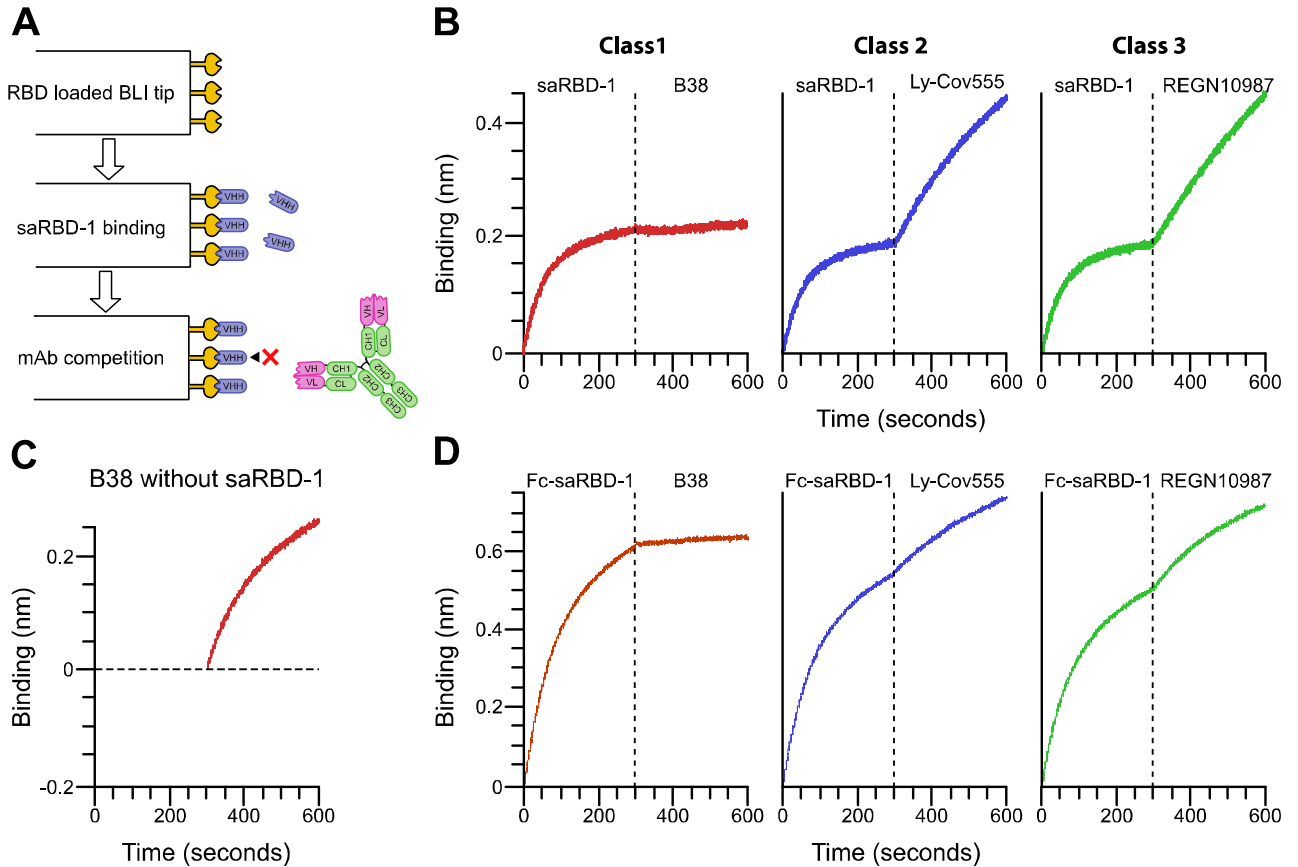 A
RBD loaded BLI tip
saRBD-1 binding
VHH
VHH
VHH
VHH
VHH
mAb competition
VHH
VHH
VHH
VH
VL
CH1
CL
VH
VL
CH1
CL
CH2
CH2
CH3
CH3
B
Class1
Class 2
Class 3
saRBD-1
B38
saRBD-1
Ly-Cov555
saRBD-1
REGN10987
Binding (nm)
0.4
0.2
0
0 200 400 600
0 200 400 600
0 200 400 600
Time (seconds)
Time (seconds)
C
B38 without saRBD-1
Binding (nm)
0.2
0
-0.2
0 200 400 600
Time (seconds)
D
Fc-saRBD-1
B38
Fc-saRBD-1
Ly-Cov555
Fc-saRBD-1
REGN10987
Binding (nm)
0.6
0.4
0.2
0
0 200 400 600
0 200 400 600
0 200 400 600
Time (seconds)
Time (seconds)